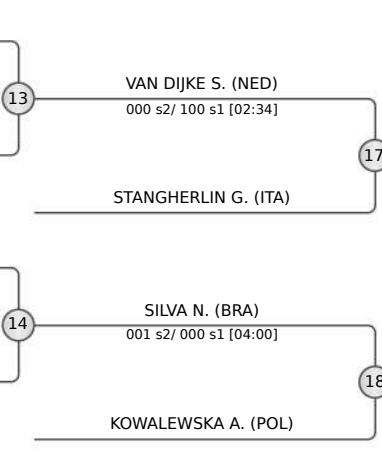 13
VAN DIJKE S. (NED)
000 s2/ 100 s1 [02:34]
17
STANGHERLIN G. (ITA)
14
SILVA N. (BRA)
001 s2/ 000 s1 [04:00]
18
KOWALEWSKA A. (POL)